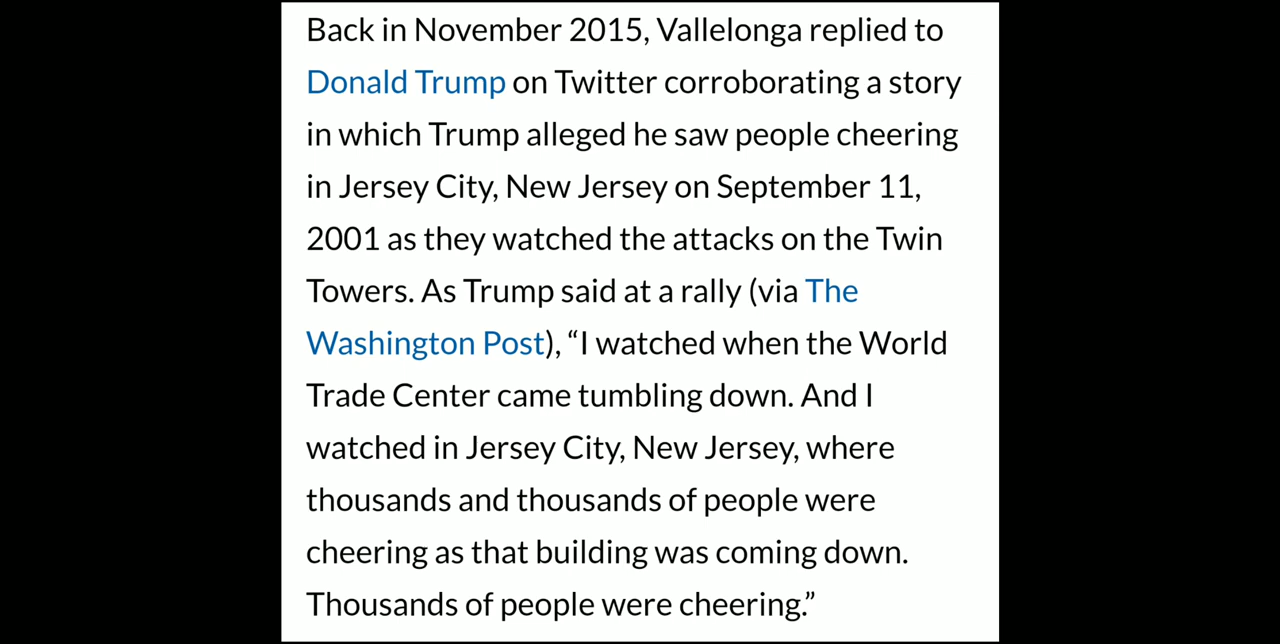 Back in November 2015, Vallelonga replied to
Donald Trump on Twitter corroborating a story
in which Trump alleged he saw people cheering
in Jersey City, New Jersey on September 11,
2001 as they watched the attacks on the Twin
Towers. As Trump said at a rally (via The
Washington Post), “I watched when the World
Trade Center came tumbling down. And I
watched in Jersey City, New Jersey, where
thousands and thousands of people were
cheering as that building was coming down.
Thousands of people were cheering.”